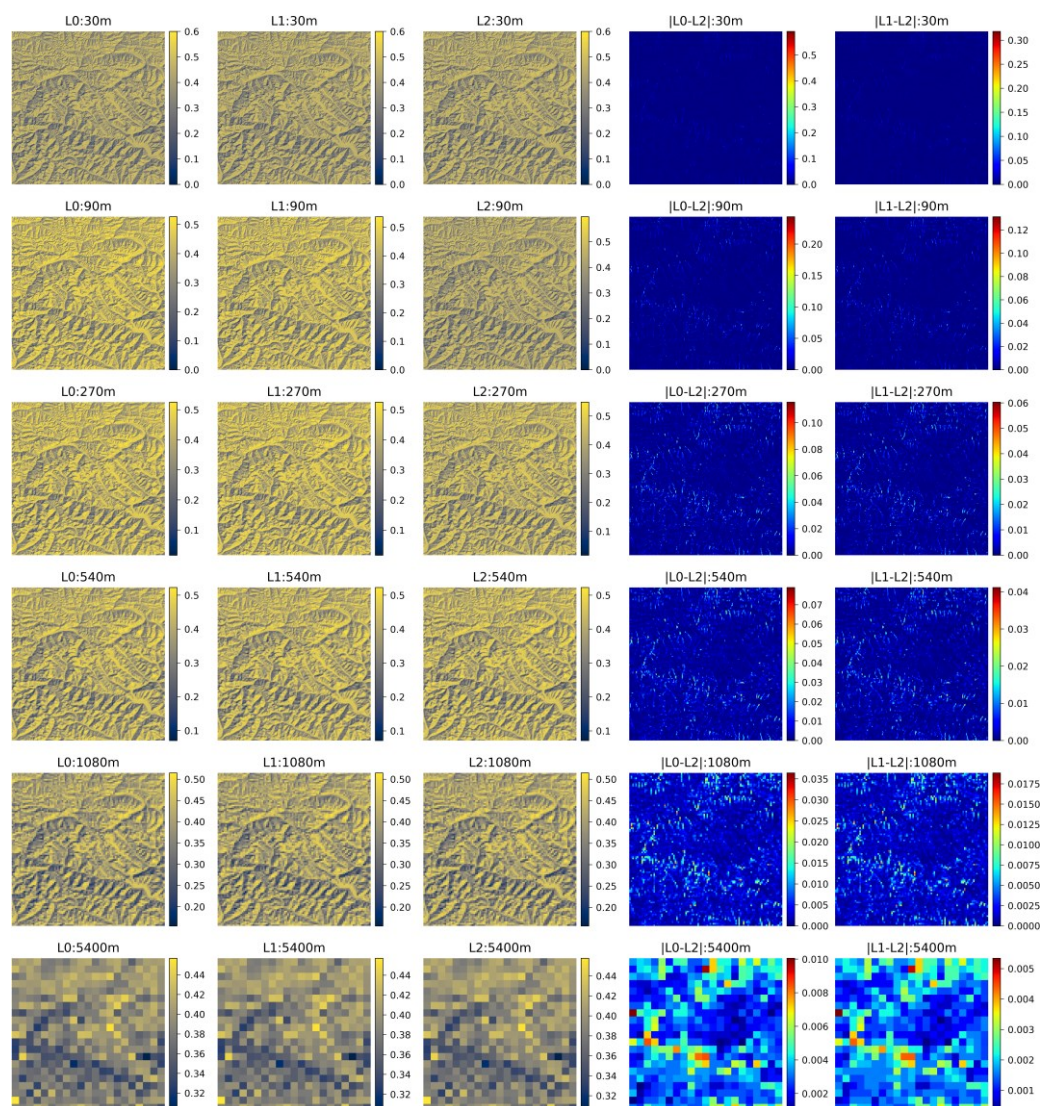 L0:30m L1:30m L2:30m |L0-L2|:30m |L1-L2|:30m
0.6 0.6 0.6
0.5 0.5 0.5 0.5 0.30
0.4 0.4 0.4 0.4 0.25
0.3 0.3 0.3 0.3 0.20
0.2 0.2 0.2 0.2 0.15
0.1 0.1 0.1 0.1 0.10
0.0 0.0 0.0 0.0 0.05
0.00
L0:90m L1:90m L2:90m |L0-L2|:90m |L1-L2|:90m
0.5 0.5 0.5 0.20 0.12
0.4 0.4 0.4 0.15 0.10
0.3 0.3 0.3 0.10 0.08
0.2 0.2 0.2 0.05 0.06
0.1 0.1 0.1 0.00 0.04
0.0 0.0 0.0 0.02
0.00
L0:270m L1:270m L2:270m |L0-L2|:270m |L1-L2|:270m
0.5 0.5 0.5 0.10 0.06
0.4 0.4 0.4 0.08 0.05
0.3 0.3 0.3 0.06 0.04
0.2 0.2 0.2 0.04 0.03
0.1 0.1 0.1 0.02 0.02
0.00 0.01
0.00
L0:540m L1:540m L2:540m |L0-L2|:540m |L1-L2|:540m
0.5 0.5 0.5 0.07 0.04
0.4 0.4 0.4 0.06 0.03
0.3 0.3 0.3 0.05 0.02
0.2 0.2 0.2 0.04 0.01
0.1 0.1 0.1 0.03 0.00
0.02
0.01
0.00
L0:1080m L1:1080m L2:1080m |L0-L2|:1080m |L1-L2|:1080m
0.50 0.50 0.50 0.035 0.0175
0.45 0.45 0.45 0.030 0.0150
0.40 0.40 0.40 0.025 0.0125
0.35 0.35 0.35 0.020 0.0100
0.30 0.30 0.30 0.015 0.0075
0.25 0.25 0.25 0.010 0.0050
0.20 0.20 0.20 0.005 0.0025
0.000 0.0000
L0:5400m L1:5400m L2:5400m |L0-L2|:5400m |L1-L2|:5400m
0.44 0.44 0.44 0.010 0.005
0.42 0.42 0.42 0.008 0.004
0.40 0.40 0.40 0.006 0.003
0.38 0.38 0.38 0.004 0.002
0.36 0.36 0.36 0.002 0.001
0.34 0.34 0.34
0.32 0.32 0.32